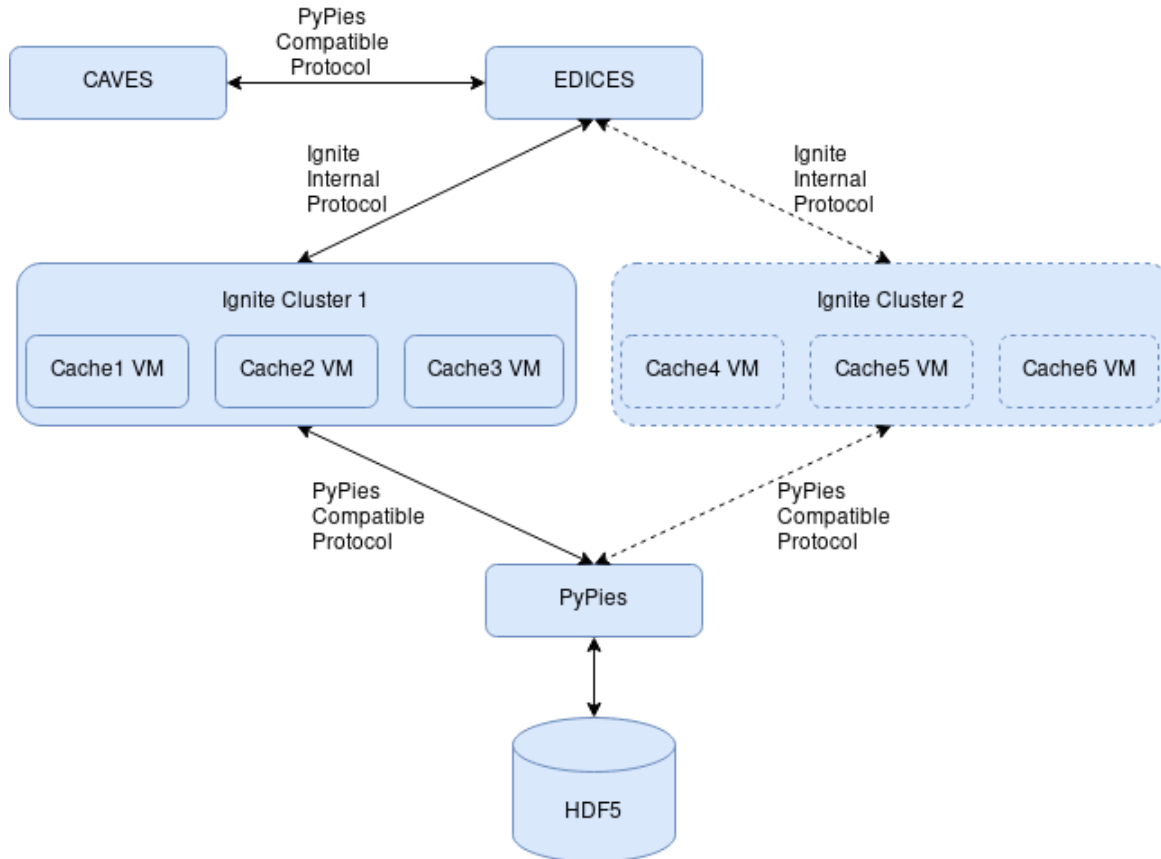 PyPies
Compatible
Protocol
CAVES
EDICES
Ignite
Internal
Protocol
Ignite
Internal
Protocol
Ignite Cluster 1
Cache1 VM
Cache2 VM
Cache3 VM
Ignite Cluster 2
Cache4 VM
Cache5 VM
Cache6 VM
PyPies
Compatible
Protocol
PyPies
Compatible
Protocol
PyPies
HDF5